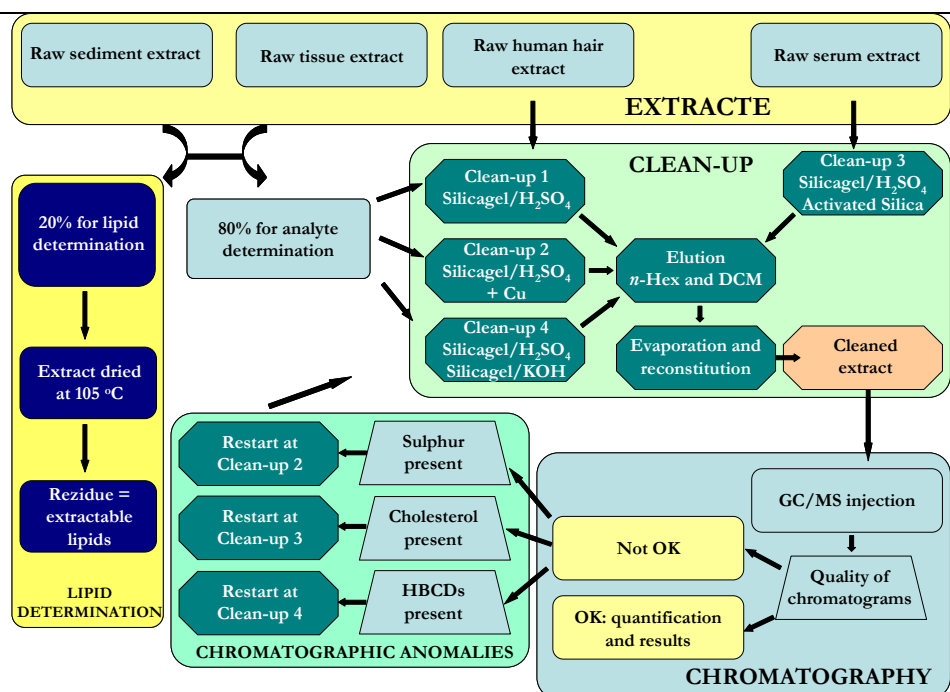 Raw sediment extract
Raw tissue extract
Raw human hair
extract
Raw serum extract
EXTRACTE
CLEAN-UP
Clean-up 1
Silicagel/H₂SO₄
Clean-up 3
Silicagel/H₂SO₄
Activated Silica
20% for lipid
determination
80% for analyte
determination
Clean-up 2
Silicagel/H₂SO₄
+ Cu
Elution
n-Hex and DCM
Clean-up 4
Silicagel/H₂SO₄
Silicagel/KOH
Evaporation and
reconstitution
Cleaned
extract
Extract dried
at 105 °C
Rezidue =
extractable
lipids
LIPID
DETERMINATION
Restart at
Clean-up 2
Sulphur
present
Restart at
Clean-up 3
Cholesterol
present
Restart at
Clean-up 4
HBCDs
present
CHROMATOGRAPHIC ANOMALIES
GC/MS injection
Not OK
Quality of
chromatograms
OK: quantification
and results
CHROMATOGRAPHY